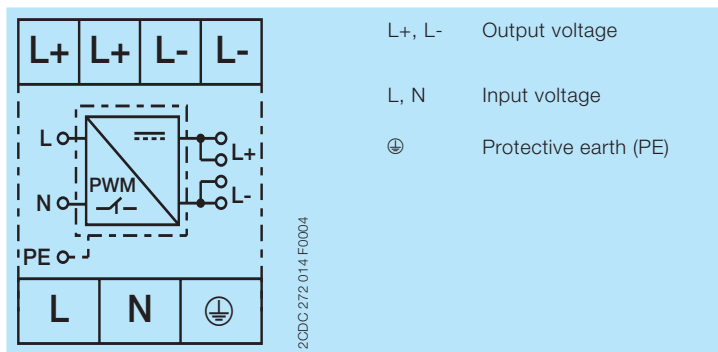 L+ L+ L- L-
L+, L- Output voltage
L, N Input voltage
⏚ Protective earth (PE)
L
L+
PWM
N
L-
PE
L N ⏚
2CDC 272 014 F0004